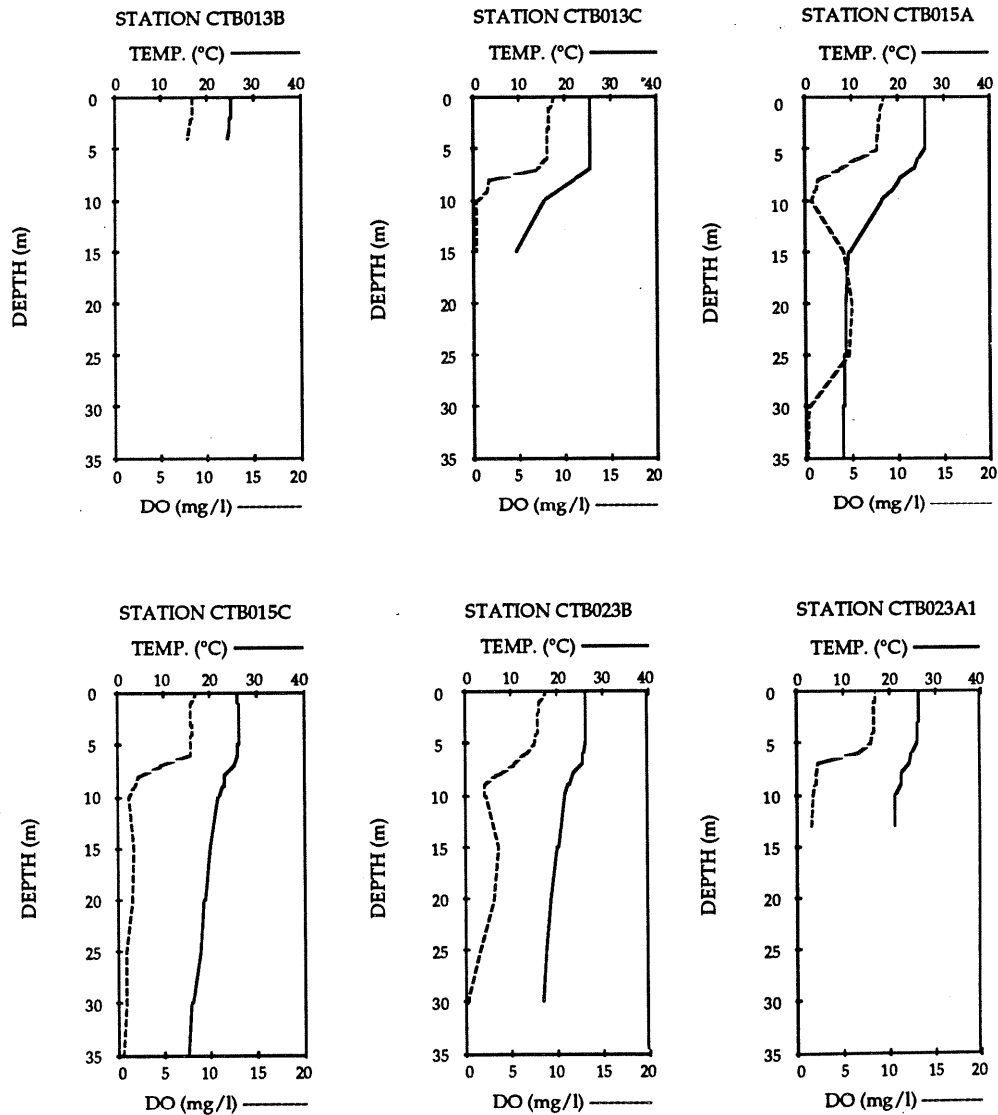 STATION CTB013B
TEMP. (°C)
0 10 20 30 40
0
5
10
15
20
25
30
35
DEPTH (m)
0 5 10 15 20
DO (mg/l)
STATION CTB013C
TEMP. (°C)
0 10 20 30 40
0
5
10
15
20
25
30
35
DEPTH (m)
0 5 10 15 20
DO (mg/l)
STATION CTB015A
TEMP. (°C)
0 10 20 30 40
0
5
10
15
20
25
30
35
DEPTH (m)
0 5 10 15 20
DO (mg/l)
STATION CTB015C
TEMP. (°C)
0 10 20 30 40
0
5
10
15
20
25
30
35
DEPTH (m)
0 5 10 15 20
DO (mg/l)
STATION CTB023B
TEMP. (°C)
0 10 20 30 40
0
5
10
15
20
25
30
35
DEPTH (m)
0 5 10 15 20
DO (mg/l)
STATION CTB023A1
TEMP. (°C)
0 10 20 30 40
0
5
10
15
20
25
30
35
DEPTH (m)
0 5 10 15 20
DO (mg/l)